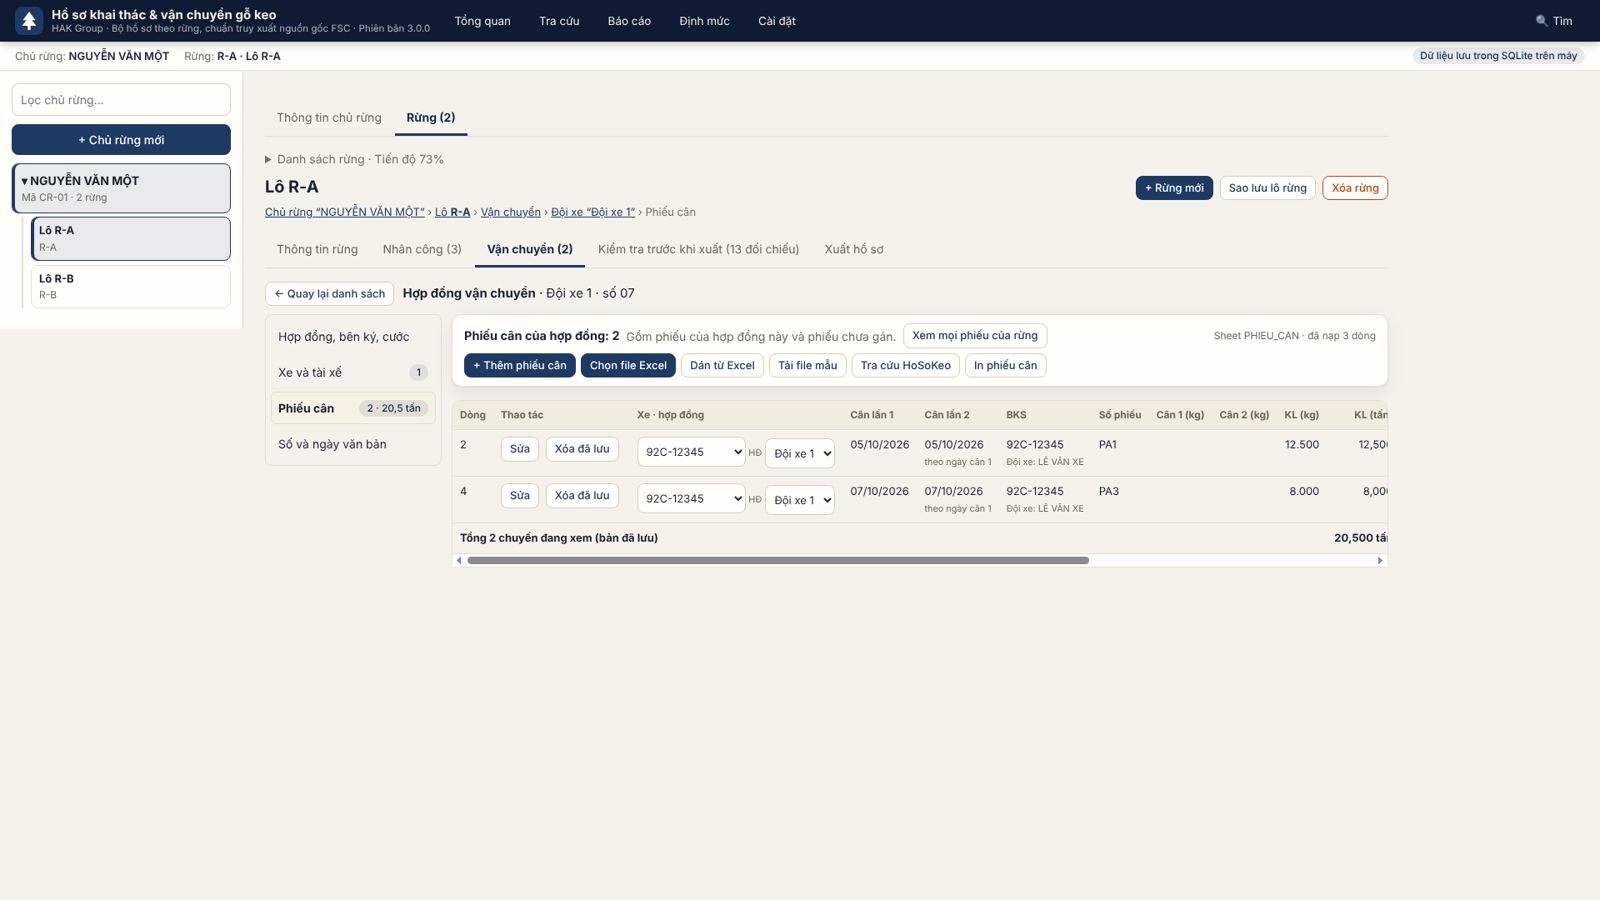 Hồ sơ khai thác & vận chuyển gỗ keo
HAK Group · Bộ hồ sơ theo rừng, chuẩn truy xuất nguồn gốc FSC · Phiên bản 3.0.0
Tổng quan Tra cứu Báo cáo Định mức Cài đặt
🔍 Tìm
Chủ rừng: NGUYỄN VĂN MỘT Rừng: R-A · Lô R-A
Dữ liệu lưu trong SQLite trên máy
Lọc chủ rừng...
+ Chủ rừng mới
▾ NGUYỄN VĂN MỘT
Mã CR-01 · 2 rừng
Lô R-A
R-A
Lô R-B
R-B
Thông tin chủ rừng Rừng (2)
▶ Danh sách rừng · Tiến độ 73%
Lô R-A
+ Rừng mới Sao lưu lô rừng Xóa rừng
Chủ rừng “NGUYỄN VĂN MỘT” › Lô R-A › Vận chuyển › Đội xe “Đội xe 1” › Phiếu cân
Thông tin rừng Nhân công (3) Vận chuyển (2) Kiểm tra trước khi xuất (13 đối chiếu) Xuất hồ sơ
← Quay lại danh sách Hợp đồng vận chuyển · Đội xe 1 · số 07
Hợp đồng, bên ký, cước
Xe và tài xế 1
Phiếu cân 2 · 20,5 tấn
Số và ngày văn bản
Phiếu cân của hợp đồng: 2 Gồm phiếu của hợp đồng này và phiếu chưa gán. Xem mọi phiếu của rừng
Sheet PHIEU_CAN · đã nạp 3 dòng
+ Thêm phiếu cân Chọn file Excel Dán từ Excel Tải file mẫu Tra cứu HoSoKeo In phiếu cân
Dòng Thao tác Xe · hợp đồng Cân lần 1 Cân lần 2 BKS Số phiếu Cân 1 (kg) Cân 2 (kg) KL (kg) KL (tấn
2 Sửa Xóa đã lưu 92C-12345 HĐ Đội xe 1 05/10/2026 05/10/2026 92C-12345 PA1 12.500 12,500
theo ngày cân 1 Đội xe: LÊ VĂN XE
4 Sửa Xóa đã lưu 92C-12345 HĐ Đội xe 1 07/10/2026 07/10/2026 92C-12345 PA3 8.000 8,000
theo ngày cân 1 Đội xe: LÊ VĂN XE
Tổng 2 chuyến đang xem (bản đã lưu) 20,500 tấn